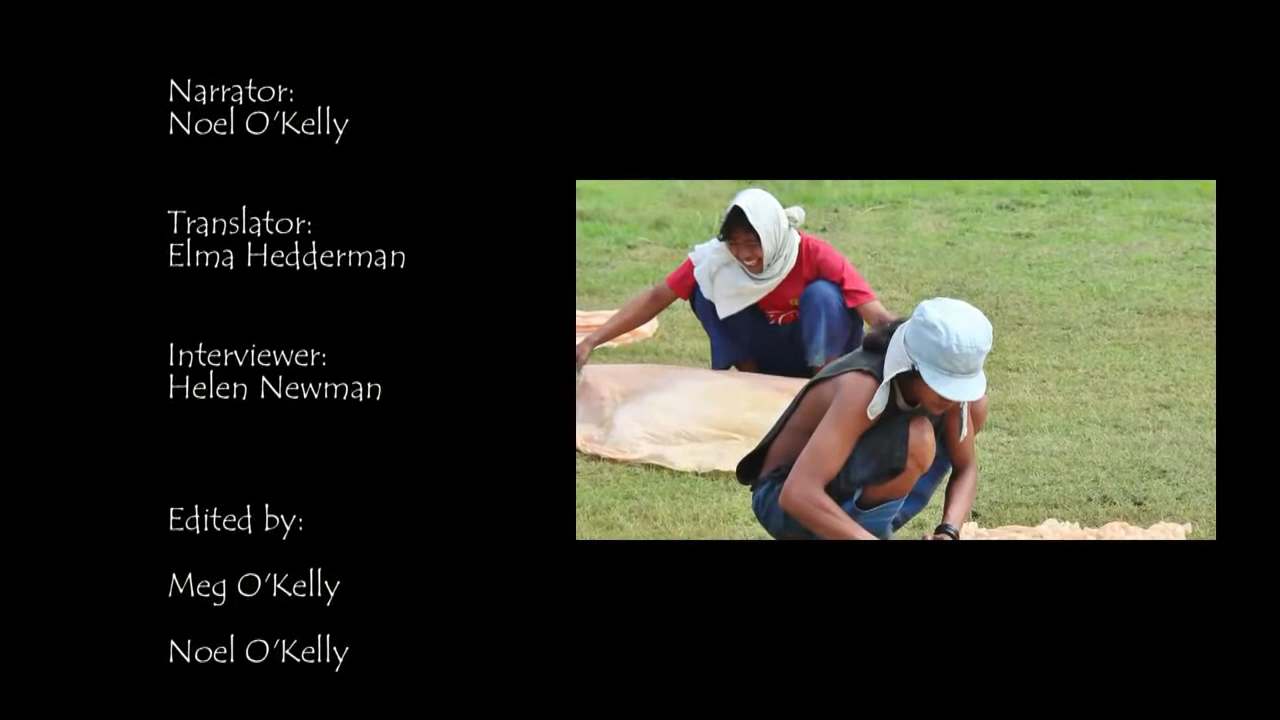 Narrator:
Noel O'Kelly
Translator:
Elma Hedderman
Interviewer:
Helen Newman
Edited by:
Meg O'Kelly
Noel O'Kelly